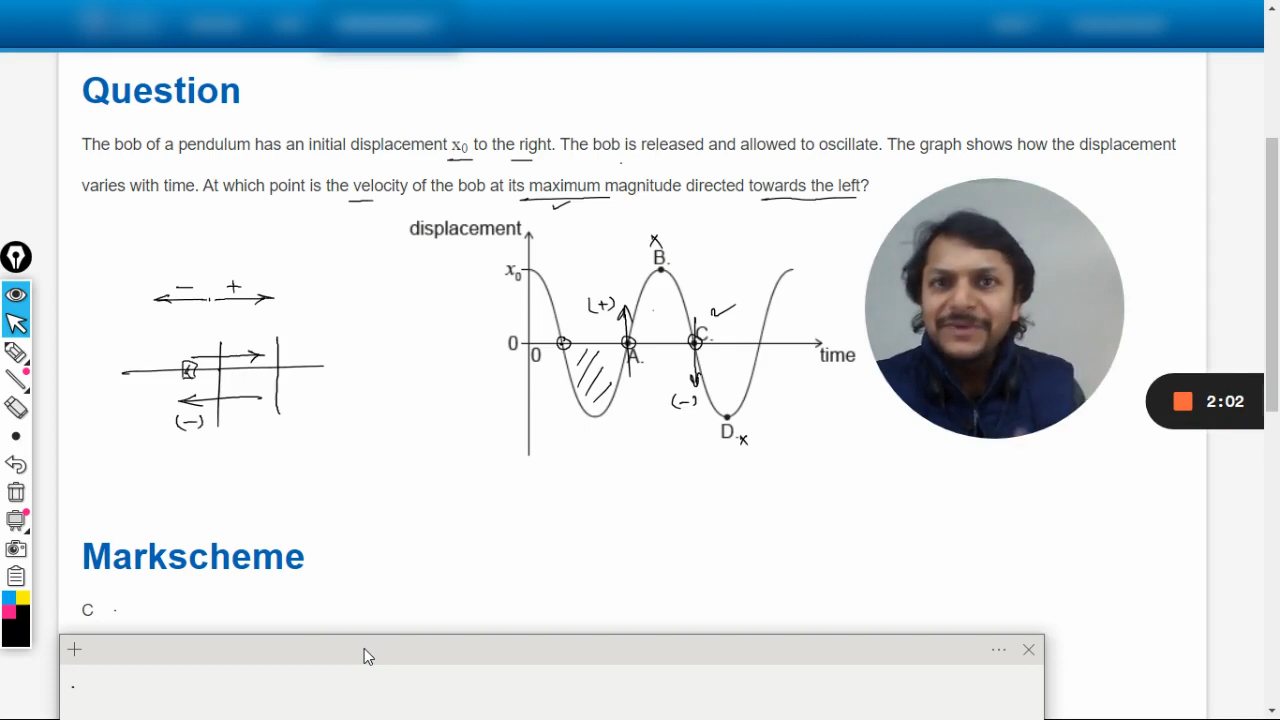 Question
The bob of a pendulum has an initial displacement x₀ to the right. The bob is released and allowed to oscillate. The graph shows how the displacement
varies with time. At which point is the velocity of the bob at its maximum magnitude directed towards the left?
displacement
x
B.
x₀
− +
(+)
C.
0
0
A.
time
2:02
(−)
(−)
D.
x
Markscheme
C